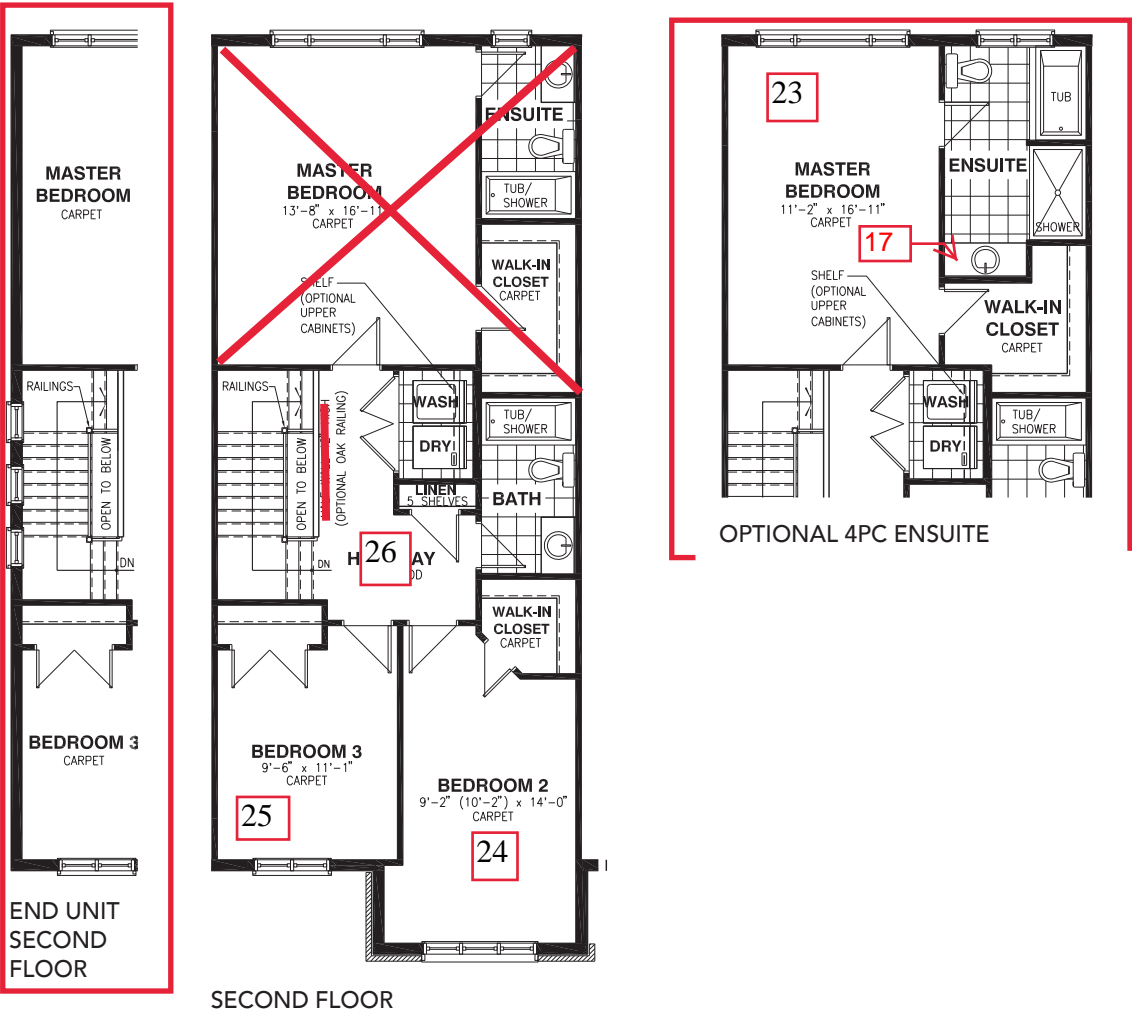 MASTER
BEDROOM
CARPET
RAILINGS
OPEN TO BELOW
DN
BEDROOM 3
CARPET
END UNIT
SECOND
FLOOR
ENSUITE
MASTER
BEDROOM
13'-8" x 16'-11
CARPET
TUB/
SHOWER
WALK-IN
CLOSET
CARPET
SHELF
(OPTIONAL
UPPER
CABINETS)
RAILINGS
OPEN TO BELOW
(OPTIONAL OAK RAILING)
WASH
DRY
TUB/
SHOWER
LINEN
5 SHELVES
BATH
26
DN
WALK-IN
CLOSET
CARPET
BEDROOM 3
9'-6" x 11'-1"
CARPET
25
BEDROOM 2
9'-2" (10'-2") x 14'-0"
CARPET
24
SECOND FLOOR
23
TUB
ENSUITE
MASTER
BEDROOM
11'-2" x 16'-11"
CARPET
17
SHOWER
SHELF
(OPTIONAL
UPPER
CABINETS)
WALK-IN
CLOSET
CARPET
WASH
DRY
TUB/
SHOWER
OPTIONAL 4PC ENSUITE